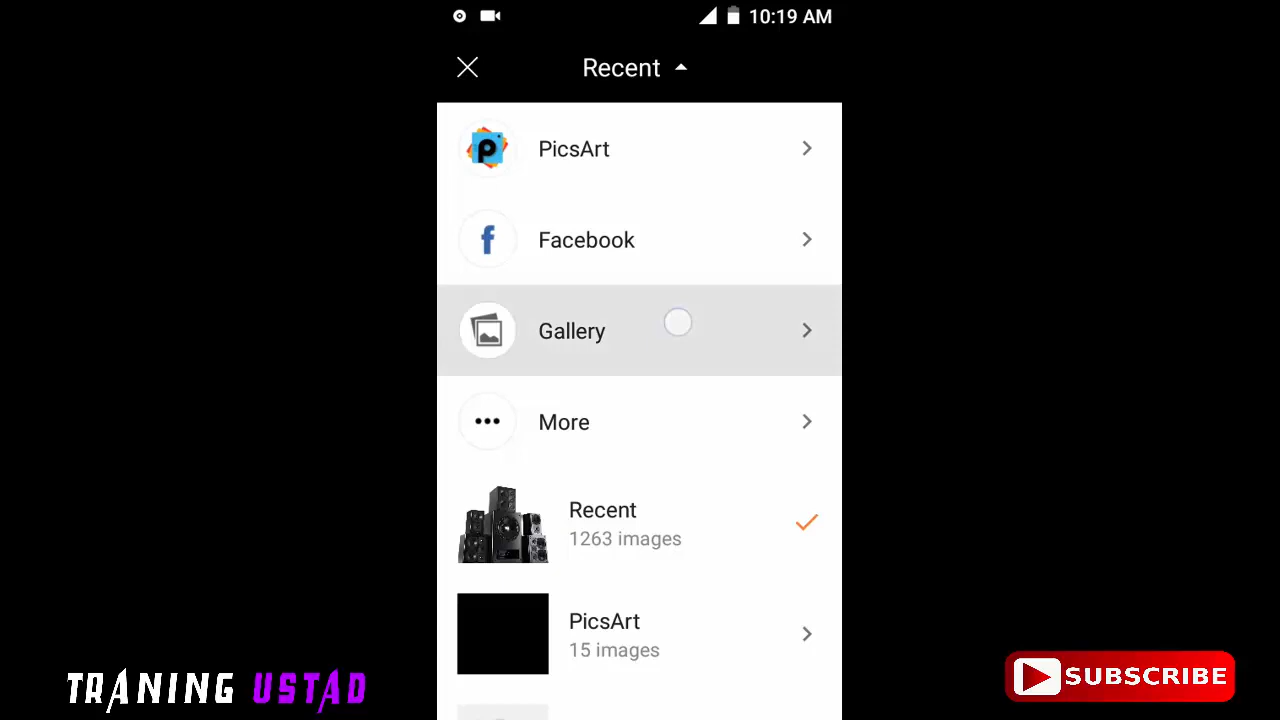 10:19 AM
Recent
PicsArt
Facebook
Gallery
More
Recent
1263 images
PicsArt
15 images
TRANING USTAD
SUBSCRIBE